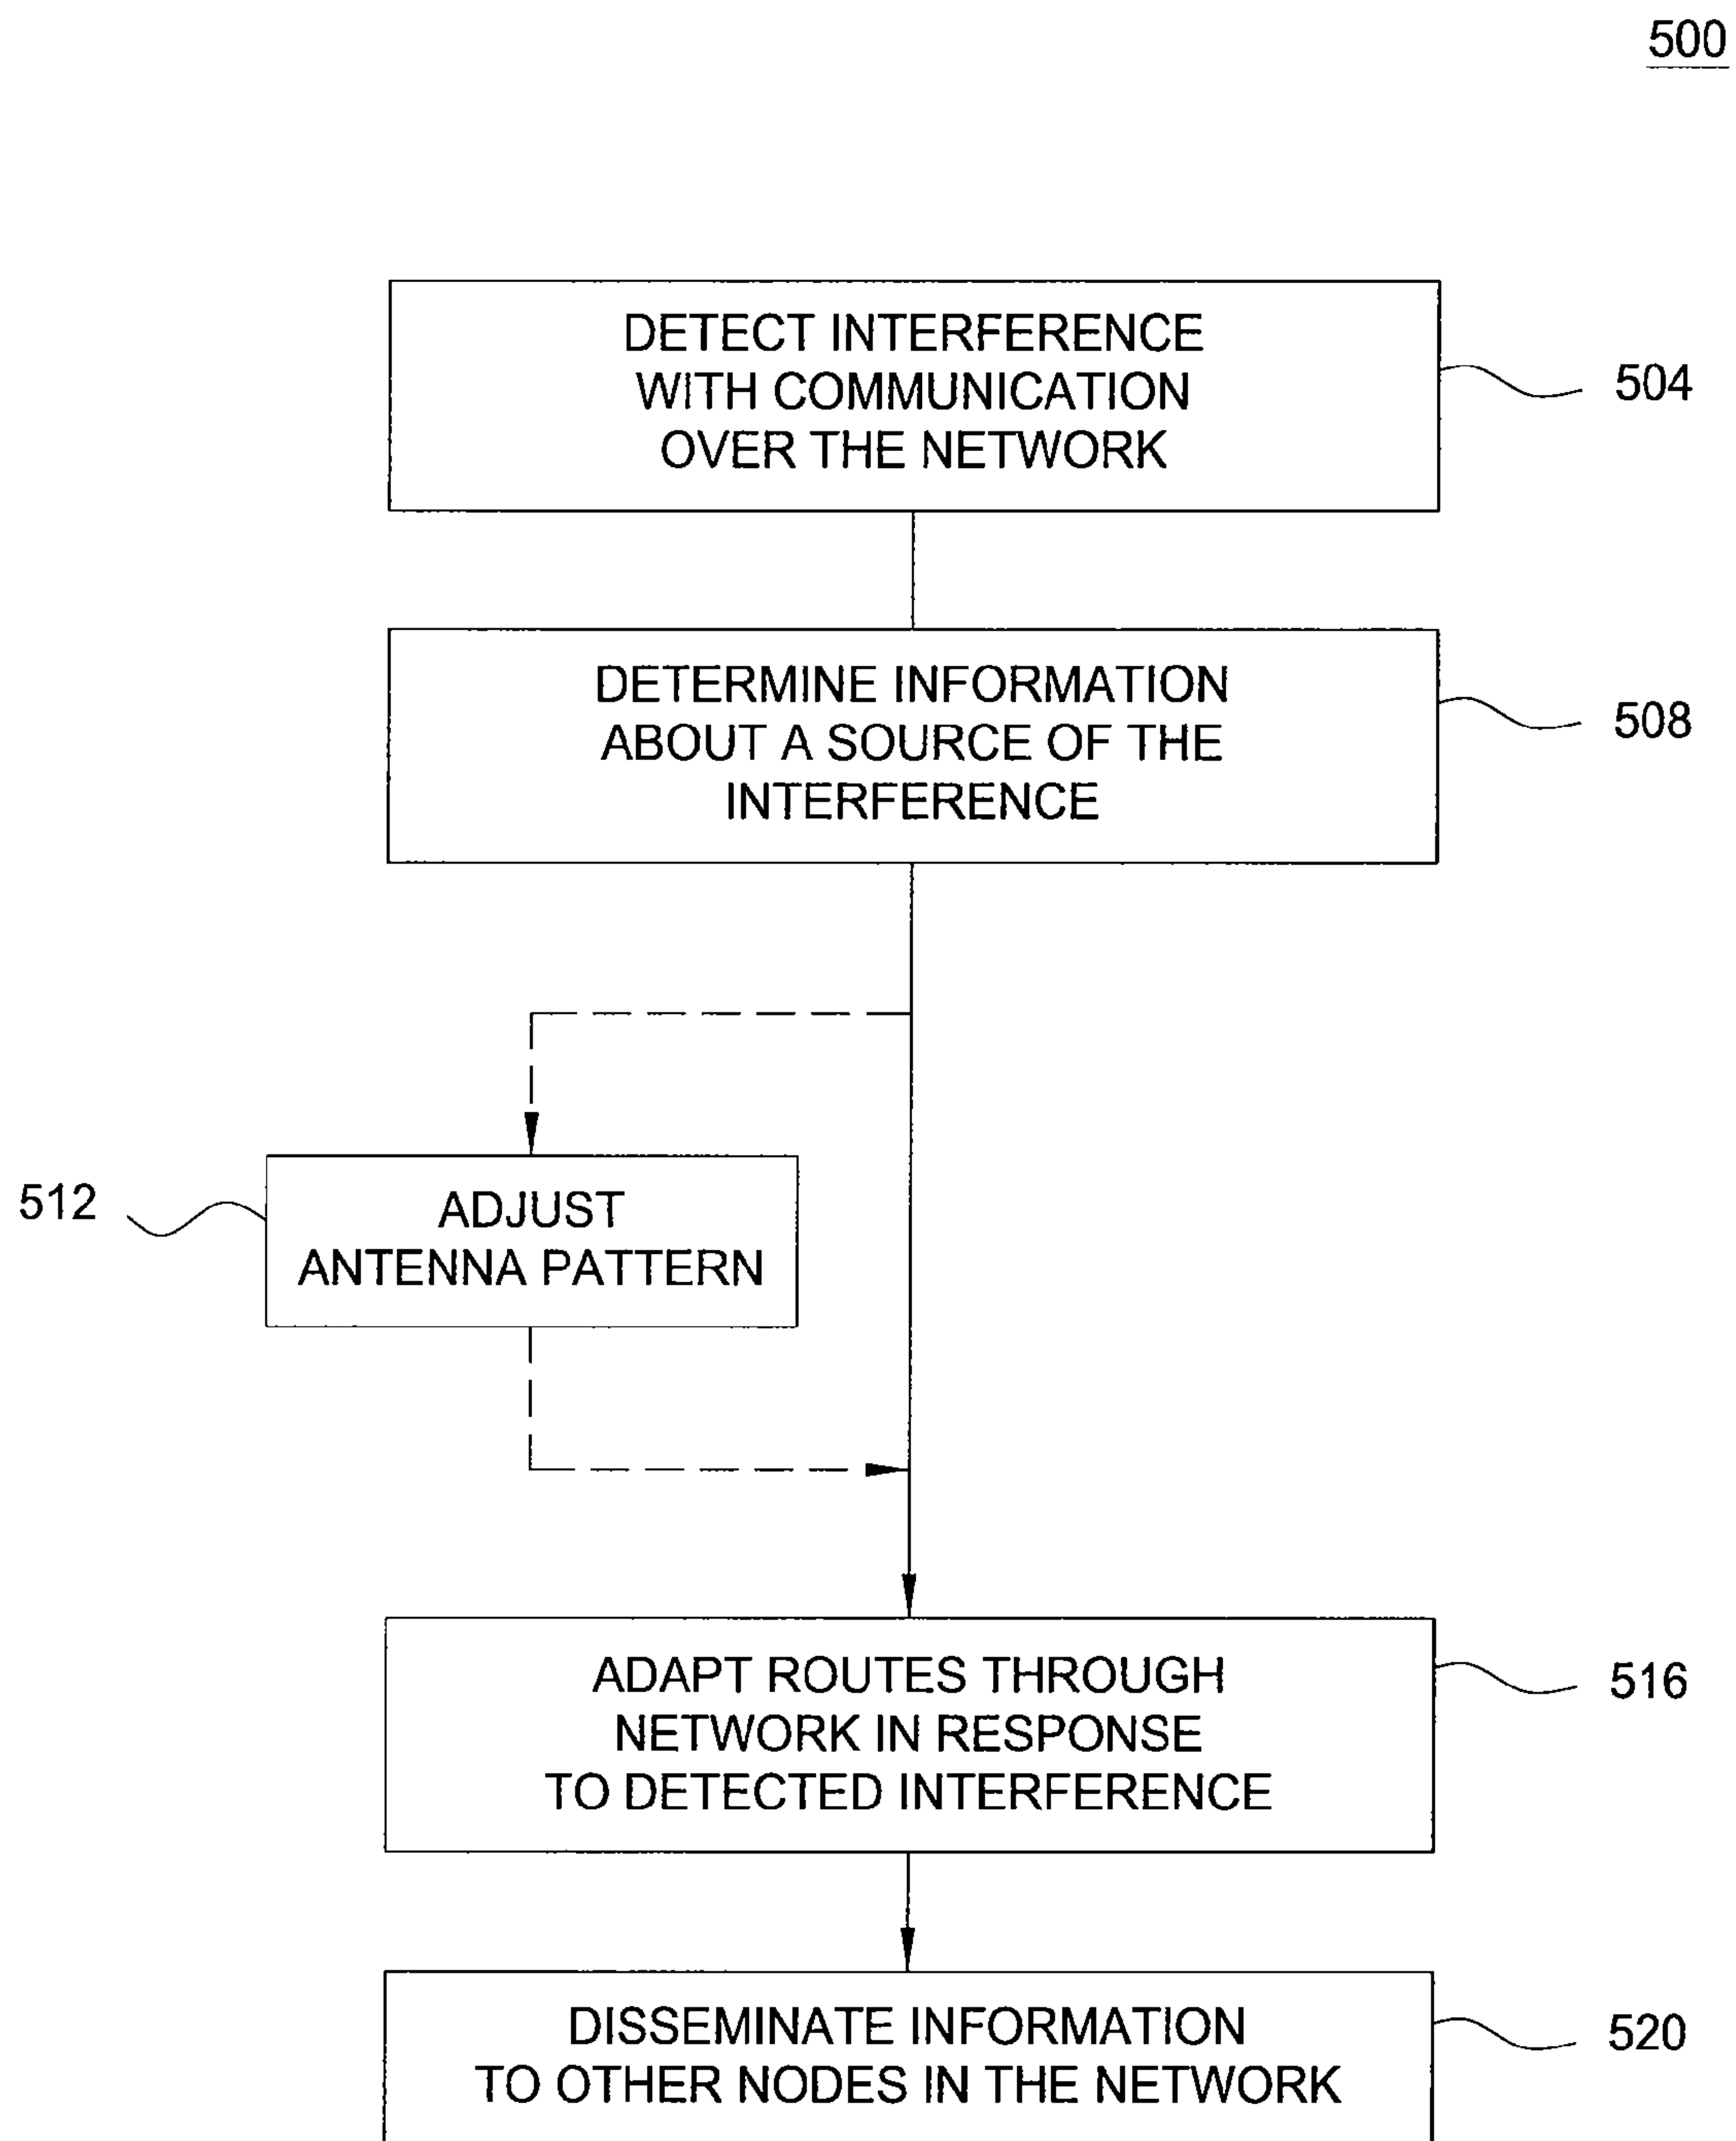 500
DETECT INTERFERENCE
WITH COMMUNICATION
OVER THE NETWORK
504
DETERMINE INFORMATION
ABOUT A SOURCE OF THE
INTERFERENCE
508
512
ADJUST
ANTENNA PATTERN
ADAPT ROUTES THROUGH
NETWORK IN RESPONSE
TO DETECTED INTERFERENCE
516
DISSEMINATE INFORMATION
TO OTHER NODES IN THE NETWORK
520